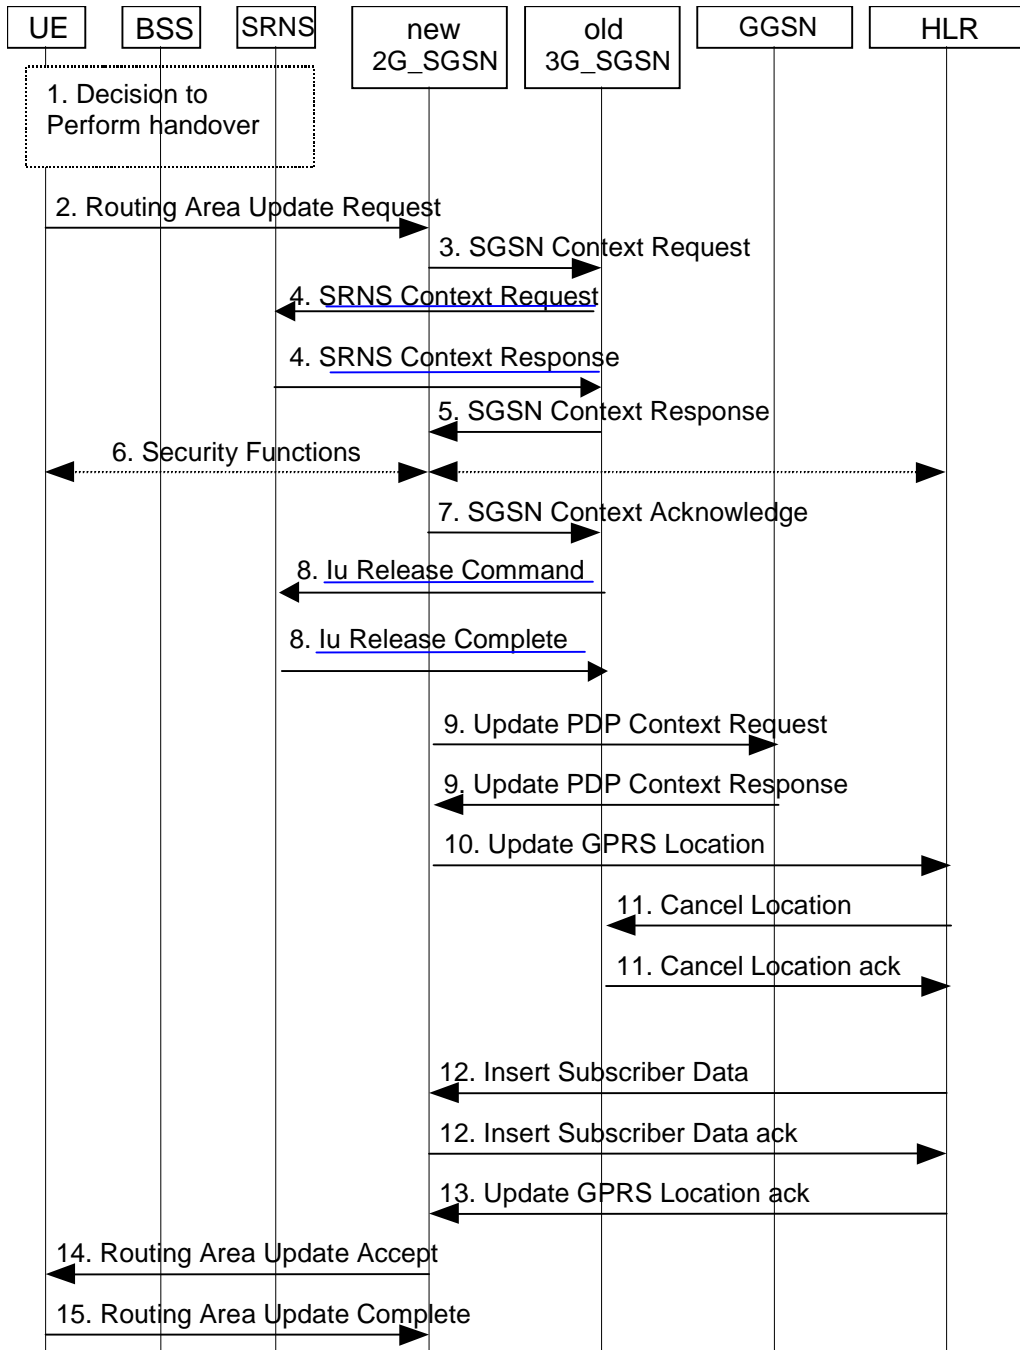 UE
BSS
SRNS
new
2G_SGSN
old
3G_SGSN
GGSN
HLR
1. Decision to
Perform handover
2. Routing Area Update Request
3. SGSN Context Request
4. SRNS Context Request
4. SRNS Context Response
5. SGSN Context Response
6. Security Functions
7. SGSN Context Acknowledge
8. Iu Release Command
8. Iu Release Complete
9. Update PDP Context Request
9. Update PDP Context Response
10. Update GPRS Location
11. Cancel Location
11. Cancel Location ack
12. Insert Subscriber Data
12. Insert Subscriber Data ack
13. Update GPRS Location ack
14. Routing Area Update Accept
15. Routing Area Update Complete